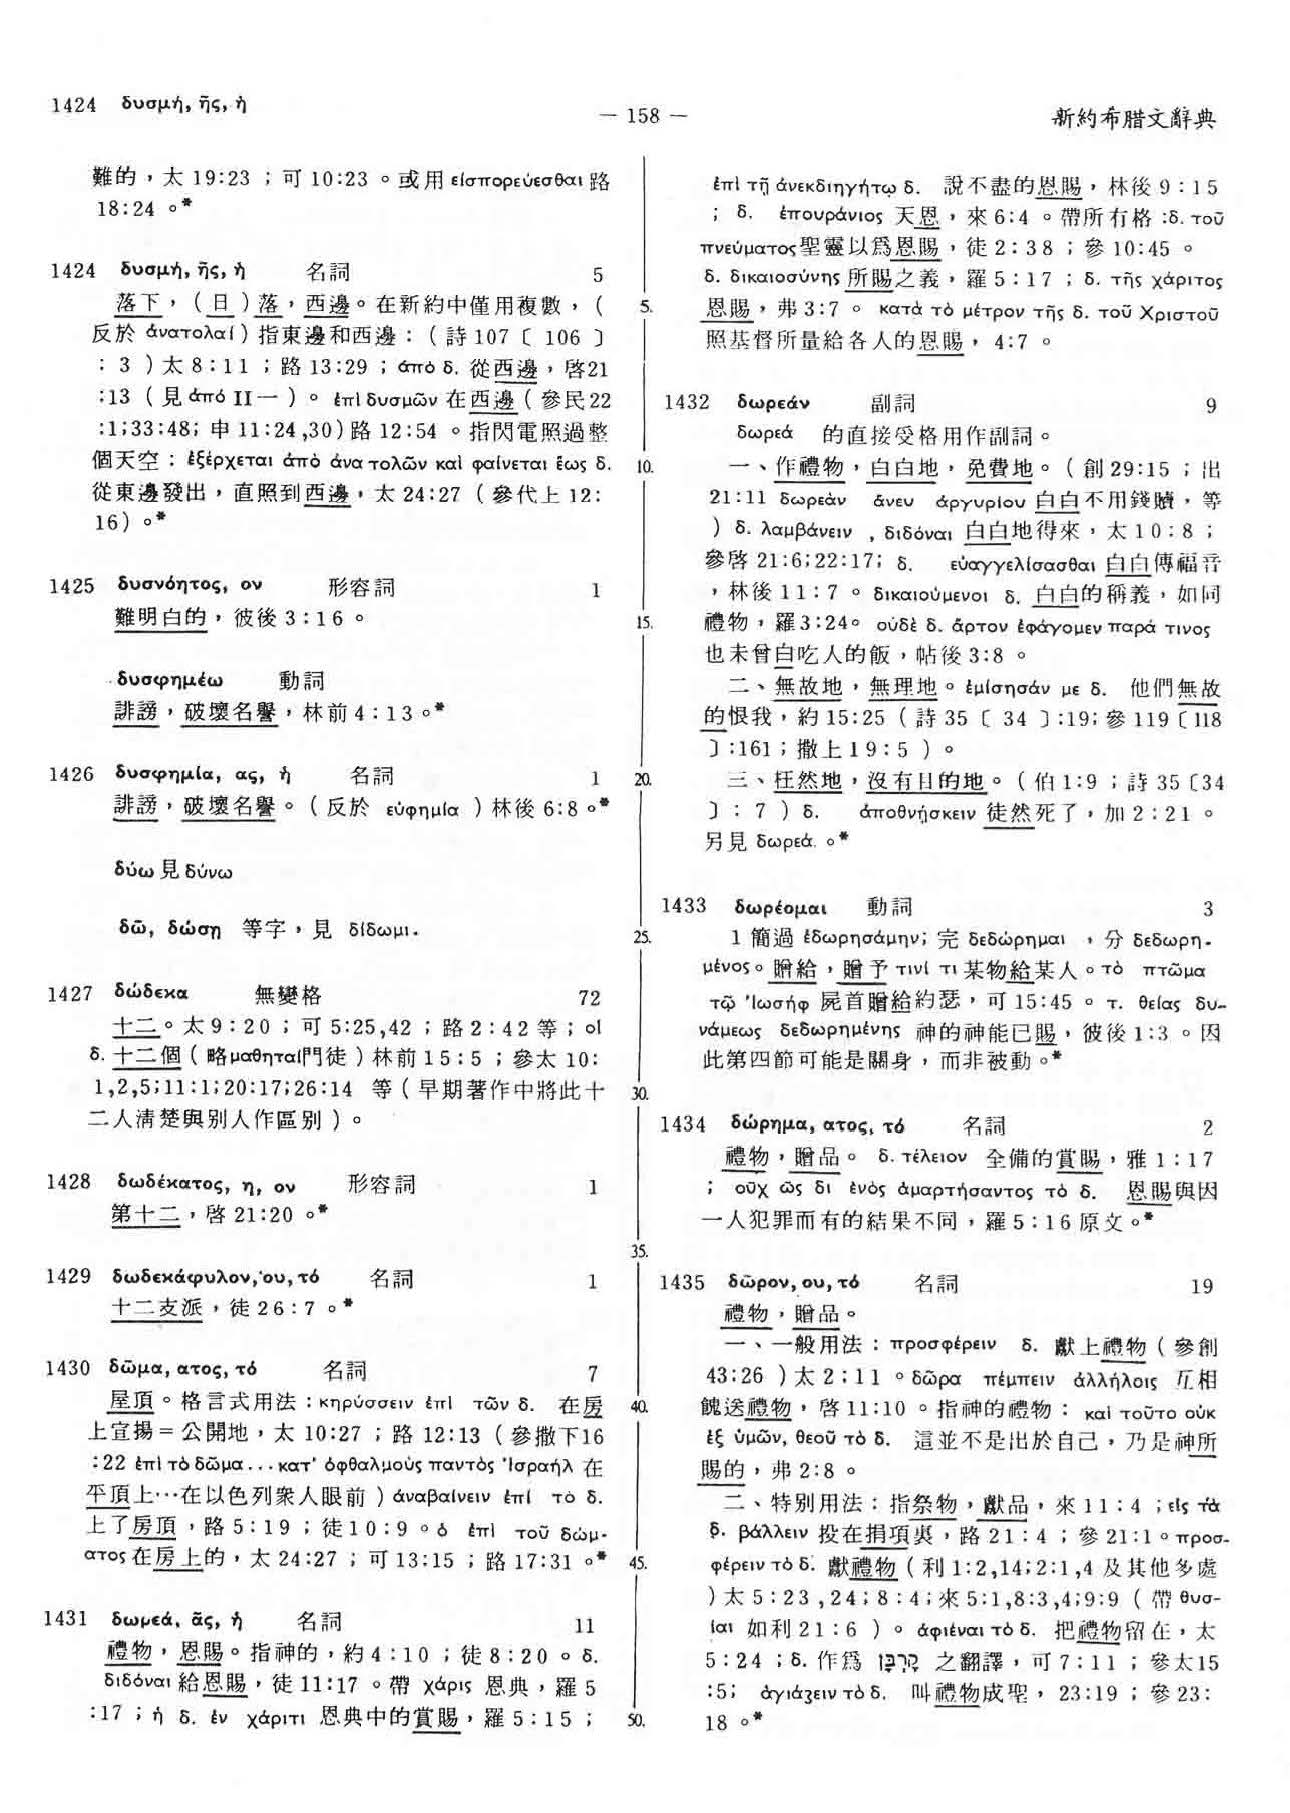 1424 δυσμή, ῆς, ἡ
— 158 —
新約希腊文辭典
難的，太 19:23 ；可 10:23 。或用 εἰσπορεύεσθαι 路
18:24 。*
1424 δυσμή, ῆς, ἡ 名詞 5
落下，（日）落，西邊。在新約中僅用複數，（
反於 ἀνατολαί）指東邊和西邊：（詩 107〔 106 〕
: 3 ）太 8:11 ；路 13:29 ；ἀπό δ. 從西邊，啓21
:13（見 ἀπό II 一）。 ἐπὶ δυσμῶν 在西邊（參民22
:1;33:48; 申 11:24,30)路 12:54 。指閃電照過整
個天空：ἐξέρχεται ἀπὸ ἀνατολῶν καὶ φαίνεται ἕως δ.
從東邊發出，直照到西邊，太 24:27（參代上 12:
16) 。*
1425 δυσνόητος, ον 形容詞 1
難明白的，彼後 3:16 。
δυσφημέω 動詞
誹謗，破壞名譽，林前 4:13 。*
1426 δυσφημία, ας, ἡ 名詞 1
誹謗，破壞名譽。（反於 εὐφημία ）林後 6:8 。*
δύω 見 δύνω
δῶ, δώσῃ 等字，見 δίδωμι.
1427 δώδεκα 無變格 72
十二。太 9:20 ；可 5:25,42 ；路 2:42 等；οἱ
δ. 十二個（略μαθηταί門徒）林前 15:5 ；參太 10:
1,2,5;11:1;20:17;26:14 等（早期著作中將此十
二人清楚與別人作區別）。
1428 δωδέκατος, η, ον 形容詞 1
第十二，啓 21:20 。*
1429 δωδεκάφυλον, ου, τό 名詞 1
十二支派，徒 26:7 。*
1430 δῶμα, ατος, τό 名詞 7
屋頂。格言式用法：κηρύσσειν ἐπὶ τῶν δ. 在房
上宣揚＝公開地，太 10:27 ；路 12:13（參撒下16
:22 ἐπὶ τὸ δῶμα... κατ' ὀφθαλμοὺς παντὸς Ἰσραήλ 在
平頂上…在以色列衆人眼前）ἀναβαίνειν ἐπὶ τὸ δ.
上了房頂，路 5:19 ；徒 10:9 。ὁ ἐπὶ τοῦ δώμ-
ατος 在房上的，太 24:27 ；可 13:15 ；路 17:31 。*
1431 δωρεά, ᾶς, ἡ 名詞 11
禮物，恩賜。指神的，約 4:10 ；徒 8:20 。δ.
διδόναι 給恩賜，徒 11:17 。帶 χάρις 恩典，羅 5
:17 ；ἡ δ. ἐν χάριτι 恩典中的賞賜，羅 5:15 ；
5.
10.
15.
20.
25.
30.
35.
40.
45.
50.
ἐπὶ τῇ ἀνεκδιηγήτῳ δ. 說不盡的恩賜，林後 9:15
；δ. ἐπουράνιος 天恩，來 6:4 。帶所有格 :δ. τοῦ
πνεύματος 聖靈以爲恩賜，徒 2:38 ；參 10:45 。
δ. δικαιοσύνης 所賜之義，羅 5:17 ；δ. τῆς χάριτος
恩賜，弗 3:7 。 κατὰ τὸ μέτρον τῆς δ. τοῦ Χριστοῦ
照基督所量給各人的恩賜， 4:7 。
1432 δωρεάν 副詞 9
δωρεά 的直接受格用作副詞。
一、作禮物，白白地，免費地。（創 29:15 ；出
21:11 δωρεὰν ἄνευ ἀργυρίου 白白不用錢贖，等
）δ. λαμβάνειν , διδόναι 白白地得來，太 10:8 ；
參啓 21:6;22:17; δ. εὐαγγελίσασθαι 白白傳福音
，林後 11:7 。δικαιούμενοι δ. 白白的稱義，如同
禮物，羅 3:24。 οὐδὲ δ. ἄρτον ἐφάγομεν παρά τινος
也未曾白吃人的飯，帖後 3:8 。
二、無故地，無理地。ἐμίσησάν με δ. 他們無故
的恨我，約 15:25（詩 35〔 34 〕:19; 參 119〔118
〕:161；撒上 19:5 ）。
三、枉然地，沒有目的地。（伯 1:9 ；詩 35〔34
〕: 7 ）δ. ἀποθνῄσκειν 徒然死了，加 2:21 。
另見 δωρεά. 。*
1433 δωρέομαι 動詞 3
1 簡過 ἐδωρησάμην; 完 δεδώρημαι ，分 δεδωρη-
μένος。贈給，贈予 τινί τι 某物給某人。τὸ πτῶμα
τῷ Ἰωσήφ 屍首贈給約瑟，可 15:45 。 τ. θείας δυ-
νάμεως δεδωρημένης 神的神能已賜，彼後 1:3 。因
此第四節可能是關身，而非被動。*
1434 δώρημα, ατος, τό 名詞 2
禮物，贈品。 δ. τέλειον 全備的賞賜，雅 1:17
；οὐχ ὡς δι ἑνὸς ἁμαρτήσαντος τὸ δ. 恩賜與因
一人犯罪而有的結果不同，羅 5:16 原文。*
1435 δῶρον, ου, τό 名詞 19
禮物，贈品。
一、一般用法：προσφέρειν δ. 獻上禮物（參創
43:26 ）太 2:11 。δῶρα πέμπειν ἀλλήλοις 互相
餽送禮物，啓 11:10 。指神的禮物：καὶ τοῦτο οὐκ
ἐξ ὑμῶν, θεοῦ τὸ δ. 這並不是出於自己，乃是神所
賜的，弗 2:8 。
二、特別用法：指祭物，獻品，來 11:4 ；εἰς τὰ
δ. βάλλειν 投在捐項裏，路 21:4 ；參 21:1。προσ-
φέρειν τὸ δ. 獻禮物（利 1:2,14;2:1,4 及其他多處
）太 5:23 ,24；8:4；來 5:1,8:3,4;9:9（帶 θυσ-
ίαι 如利 21:6 ）。 ἀφιέναι τὸ δ. 把禮物留在，太
5:24 ；δ. 作爲 קָרְבָּן 之翻譯，可 7:11 ；參太15
:5； ἁγιάζειν τὸ δ. 叫禮物成聖，23:19 ；參 23:
18 。*